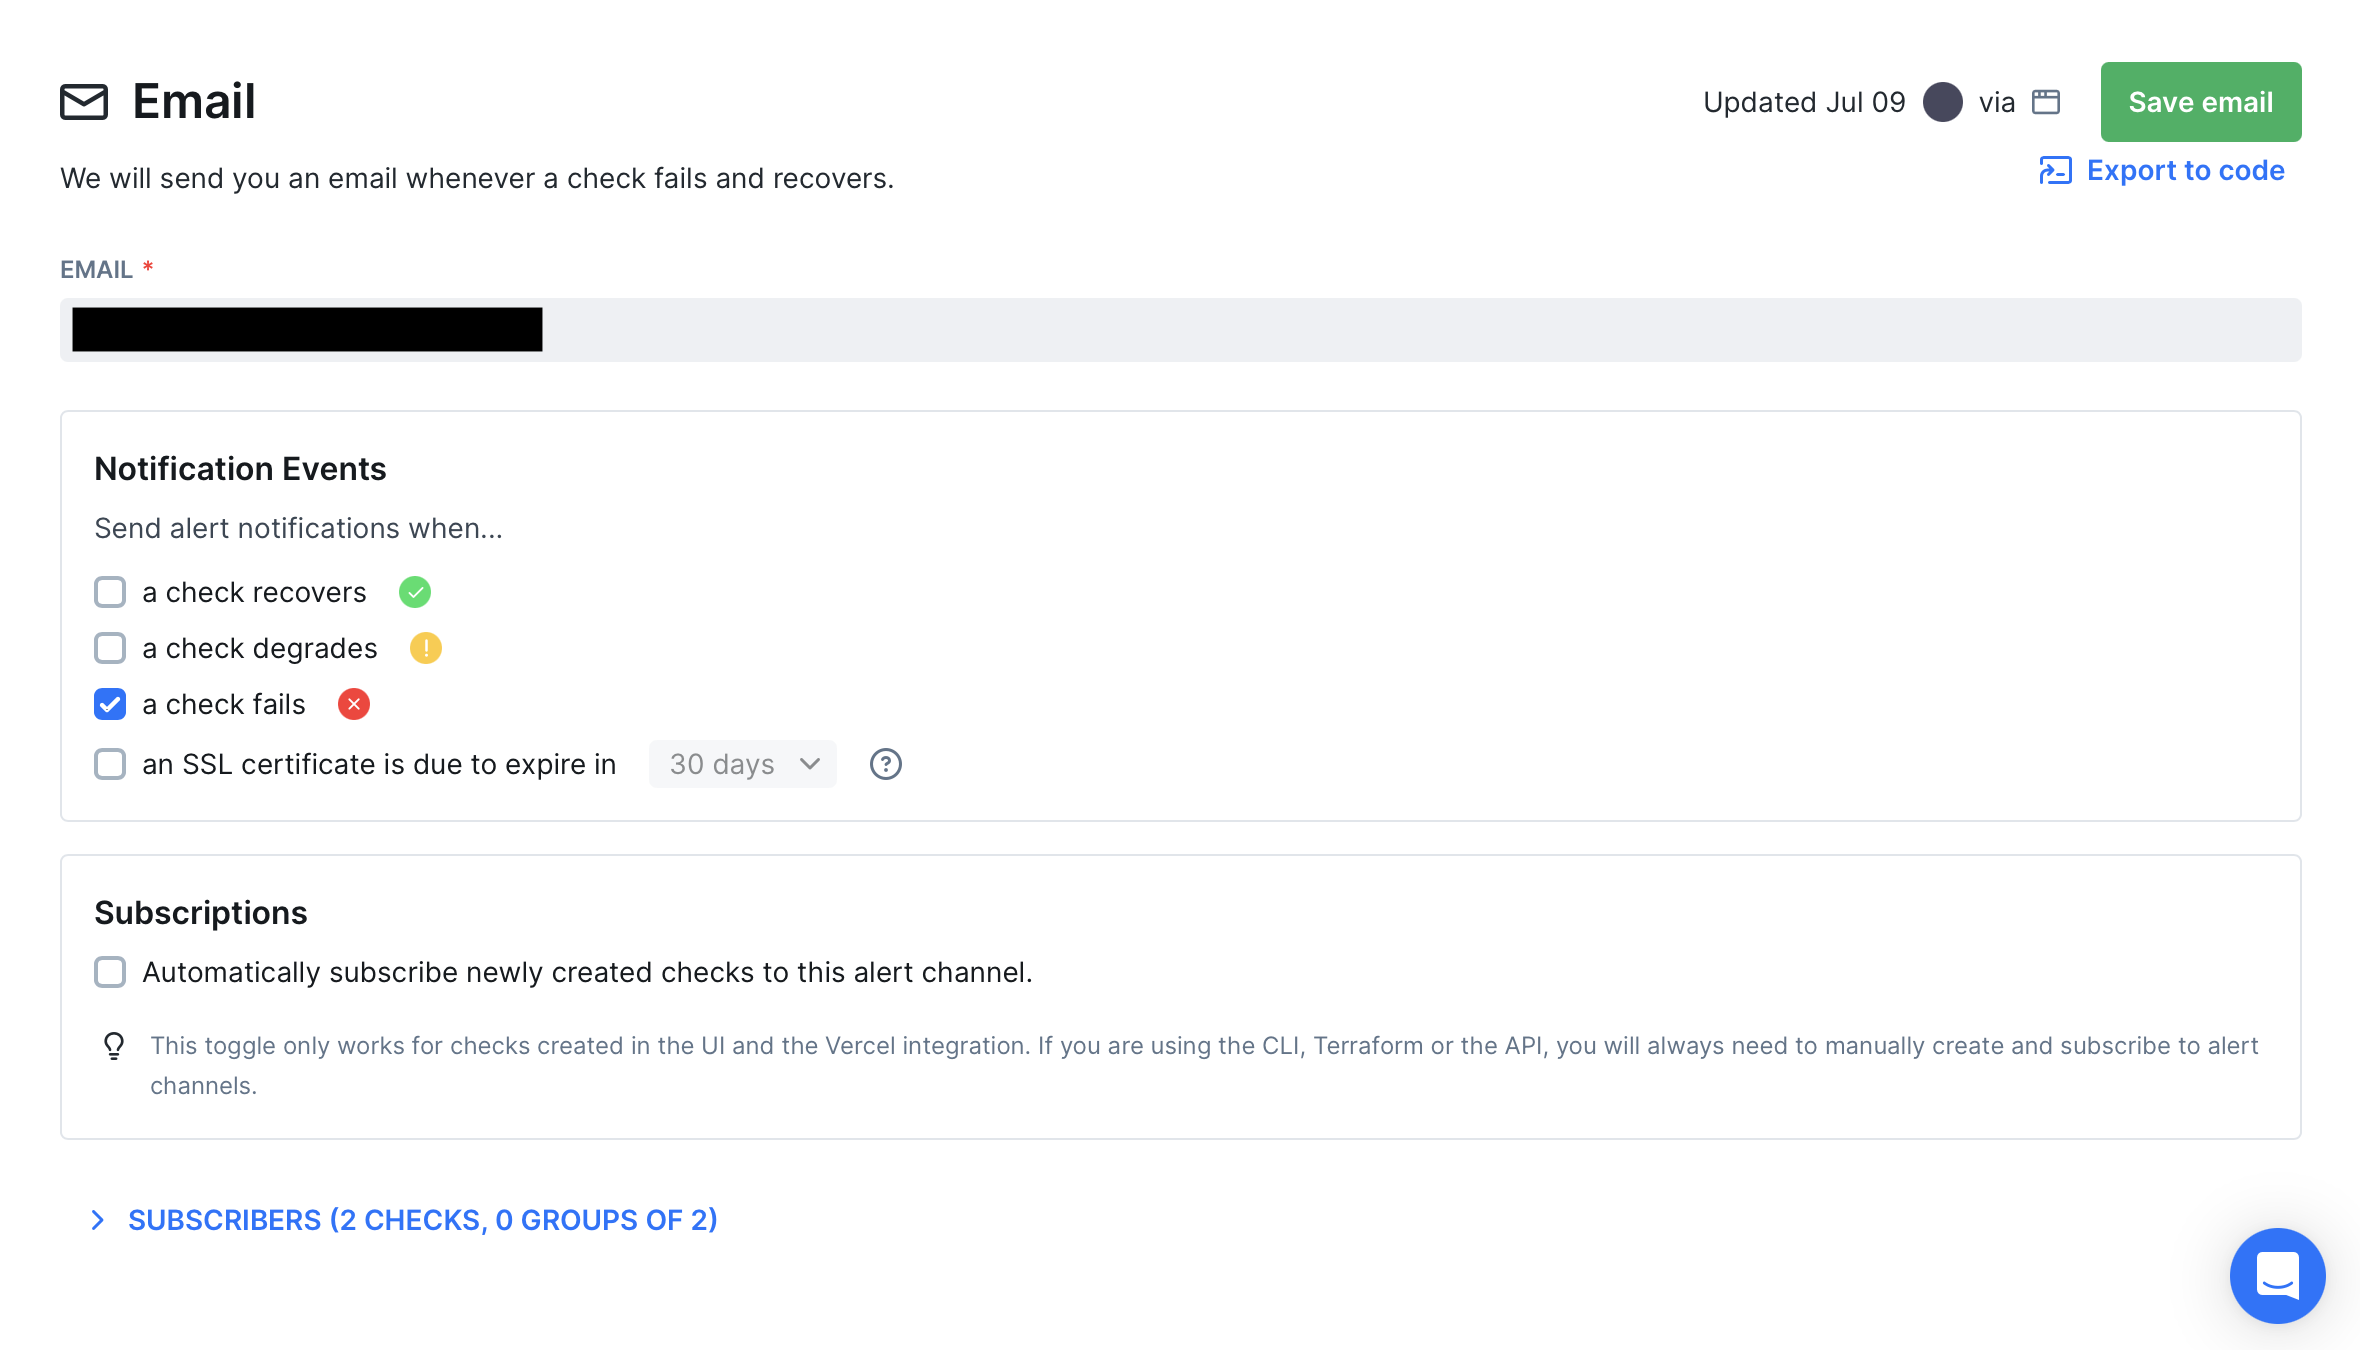 Email
Updated Jul 09 via
Save email
We will send you an email whenever a check fails and recovers.
Export to code
EMAIL *
Notification Events
Send alert notifications when...
a check recovers
a check degrades
a check fails
an SSL certificate is due to expire in 30 days
Subscriptions
Automatically subscribe newly created checks to this alert channel.
This toggle only works for checks created in the UI and the Vercel integration. If you are using the CLI, Terraform or the API, you will always need to manually create and subscribe to alert
channels.
SUBSCRIBERS (2 CHECKS, 0 GROUPS OF 2)